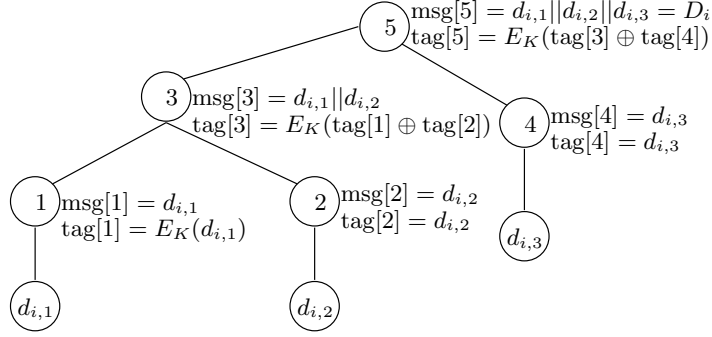 5
msg[5] = d_{i,1}||d_{i,2}||d_{i,3} = D_i
tag[5] = E_K(tag[3] ⊕ tag[4])
3
msg[3] = d_{i,1}||d_{i,2}
tag[3] = E_K(tag[1] ⊕ tag[2])
4
msg[4] = d_{i,3}
tag[4] = d_{i,3}
1
msg[1] = d_{i,1}
tag[1] = E_K(d_{i,1})
2
msg[2] = d_{i,2}
tag[2] = d_{i,2}
d_{i,3}
d_{i,1}
d_{i,2}